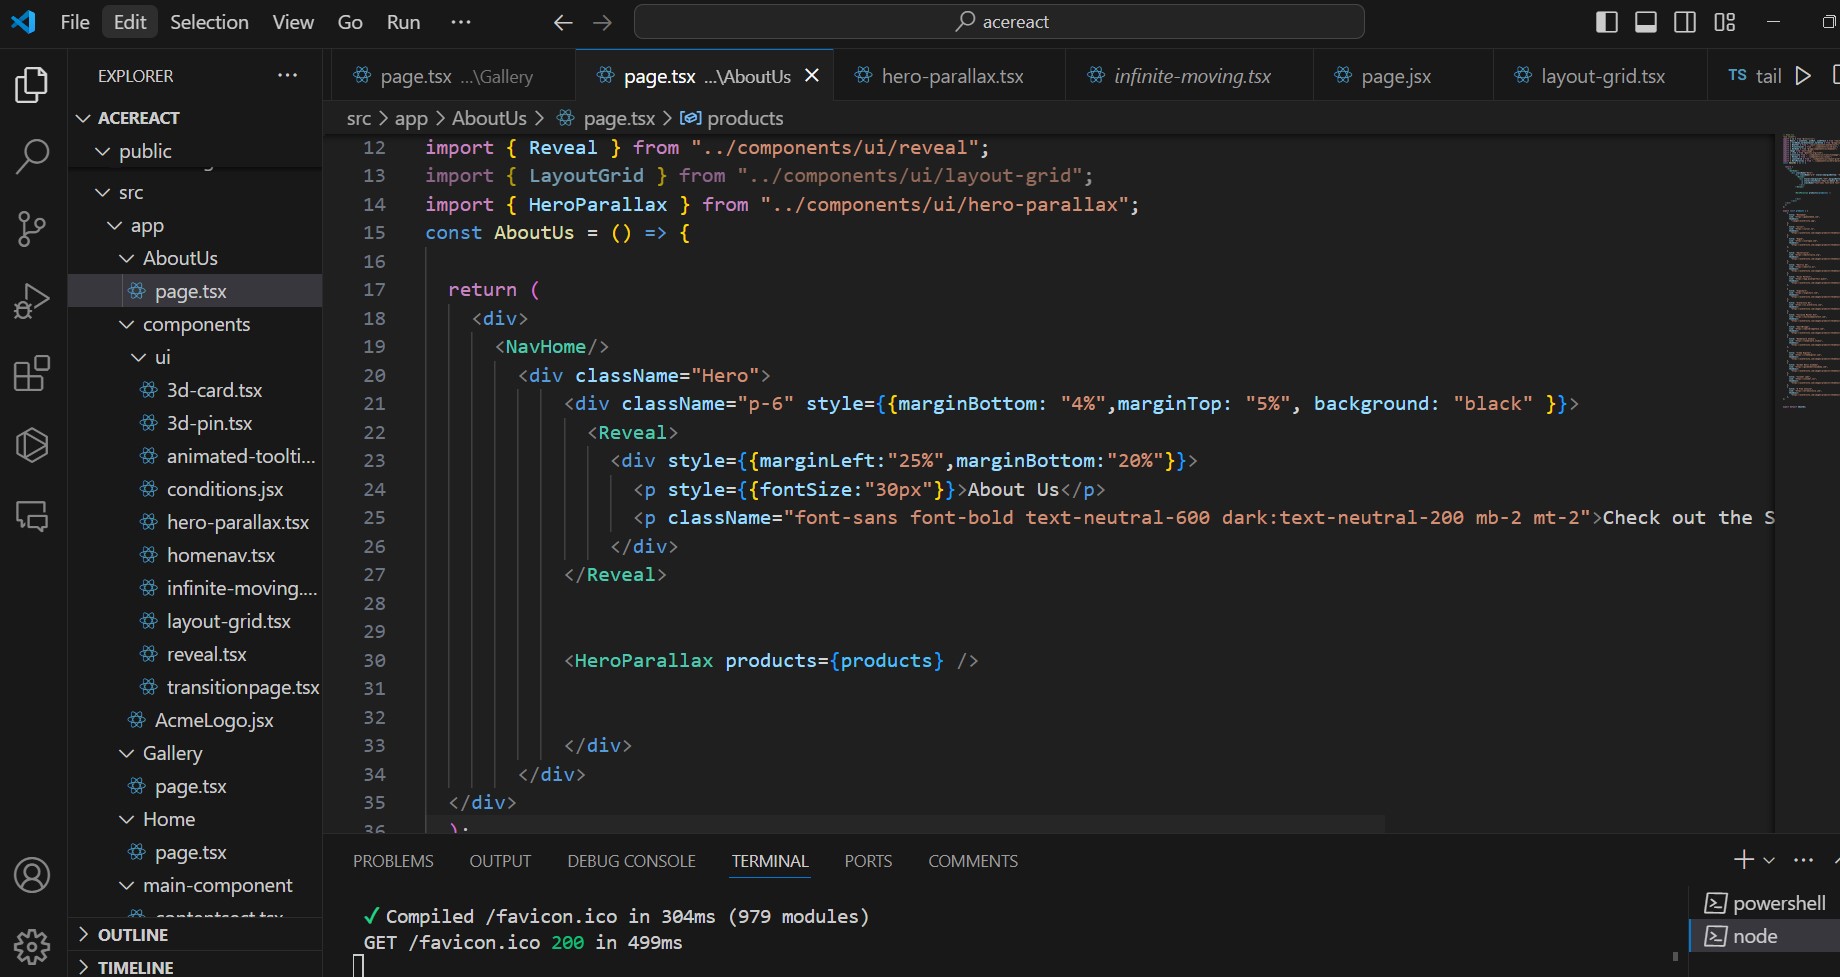 File Edit Selection View Go Run ··· acereact
EXPLORER ···
ACEREACT
public
src
app
AboutUs
page.tsx
components
ui
3d-card.tsx
3d-pin.tsx
animated-toolti...
conditions.jsx
hero-parallax.tsx
homenav.tsx
infinite-moving....
layout-grid.tsx
reveal.tsx
transitionpage.tsx
AcmeLogo.jsx
Gallery
page.tsx
Home
page.tsx
main-component
OUTLINE
TIMELINE
page.tsx ...\Gallery page.tsx ...\AboutUs hero-parallax.tsx infinite-moving.tsx page.jsx layout-grid.tsx TS tail
src > app > AboutUs > page.tsx > products
12 import { Reveal } from "../components/ui/reveal";
13 import { LayoutGrid } from "../components/ui/layout-grid";
14 import { HeroParallax } from "../components/ui/hero-parallax";
15 const AboutUs = () => {
16
17 return (
18 <div>
19 <NavHome/>
20 <div className="Hero">
21 <div className="p-6" style={{marginBottom: "4%",marginTop: "5%", background: "black" }}>
22 <Reveal>
23 <div style={{marginLeft:"25%",marginBottom:"20%"}}>
24 <p style={{fontSize:"30px"}}>About Us</p>
25 <p className="font-sans font-bold text-neutral-600 dark:text-neutral-200 mb-2 mt-2">Check out the S
26 </div>
27 </Reveal>
28
29
30 <HeroParallax products={products} />
31
32
33 </div>
34 </div>
35 </div>
36 );
PROBLEMS OUTPUT DEBUG CONSOLE TERMINAL PORTS COMMENTS
✓ Compiled /favicon.ico in 304ms (979 modules)
GET /favicon.ico 200 in 499ms
powershell
node